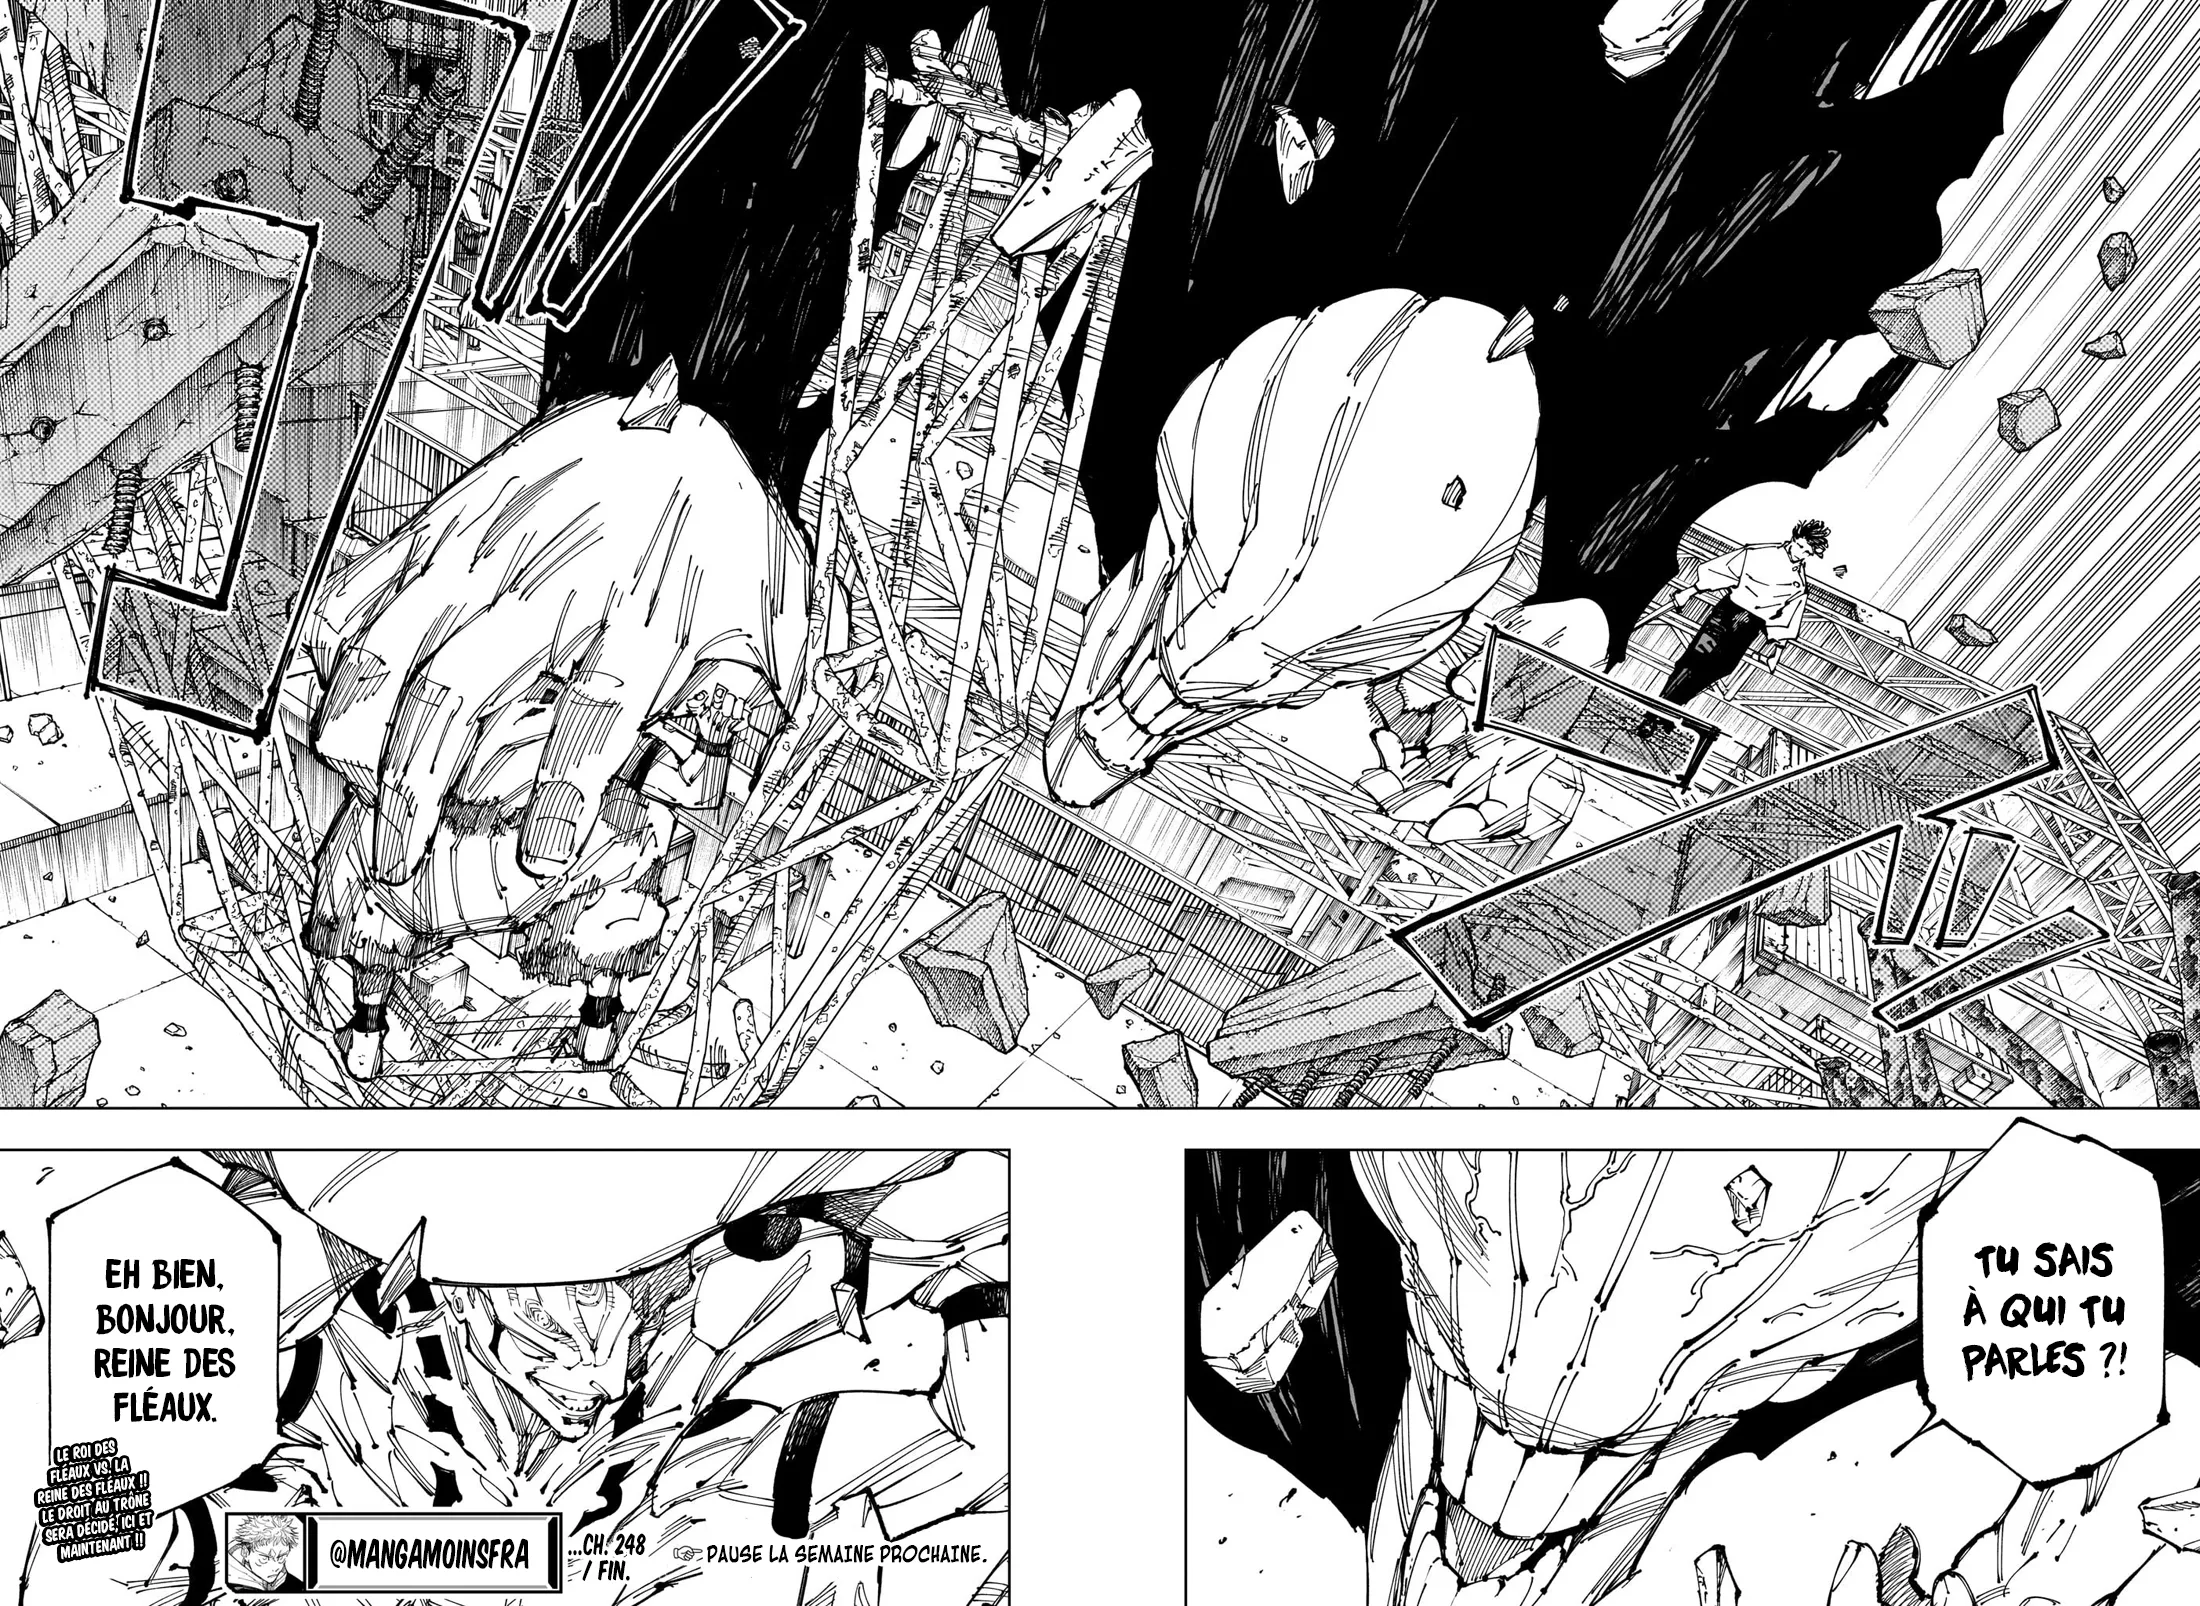 TU SAIS
À QUI TU
PARLES ?!
EH BIEN,
BONJOUR,
REINE DES
FLÉAUX.
LE ROI DES
FLÉAUX VS. LA
REINE DES FLÉAUX !!
LE DROIT AU TRÔNE
SERA DÉCIDÉ, ICI ET
MAINTENANT !!
@MANGAMOINSFRA
...CH. 248
/ FIN.
☞ PAUSE LA SEMAINE PROCHAINE.